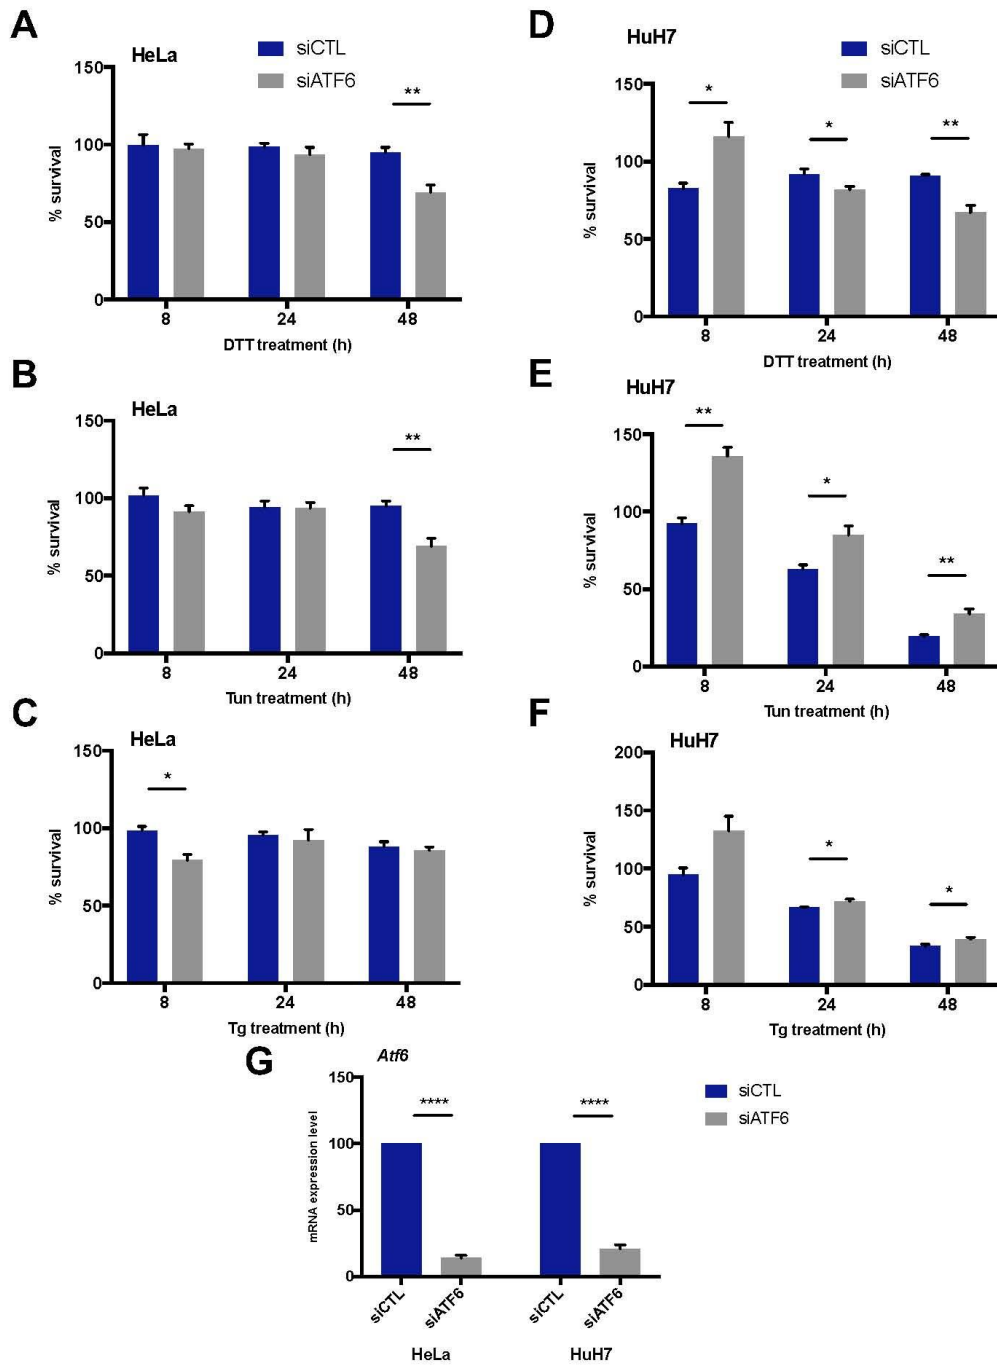 A
HeLa
siCTL
siATF6
150
100
50
0
% survival
**
8 24 48
DTT treatment (h)
D
HuH7
siCTL
siATF6
150
100
50
0
% survival
* * **
8 24 48
DTT treatment (h)
B
HeLa
150
100
50
0
% survival
**
8 24 48
Tun treatment (h)
E
HuH7
150
100
50
0
% survival
** * **
8 24 48
Tun treatment (h)
C
HeLa
150
100
50
0
% survival
*
8 24 48
Tg treatment (h)
F
HuH7
200
150
100
50
0
% survival
* *
8 24 48
Tg treatment (h)
G
Atf6
siCTL
siATF6
150
100
50
0
mRNA expression level
**** ****
siCTL siATF6 siCTL siATF6
HeLa HuH7